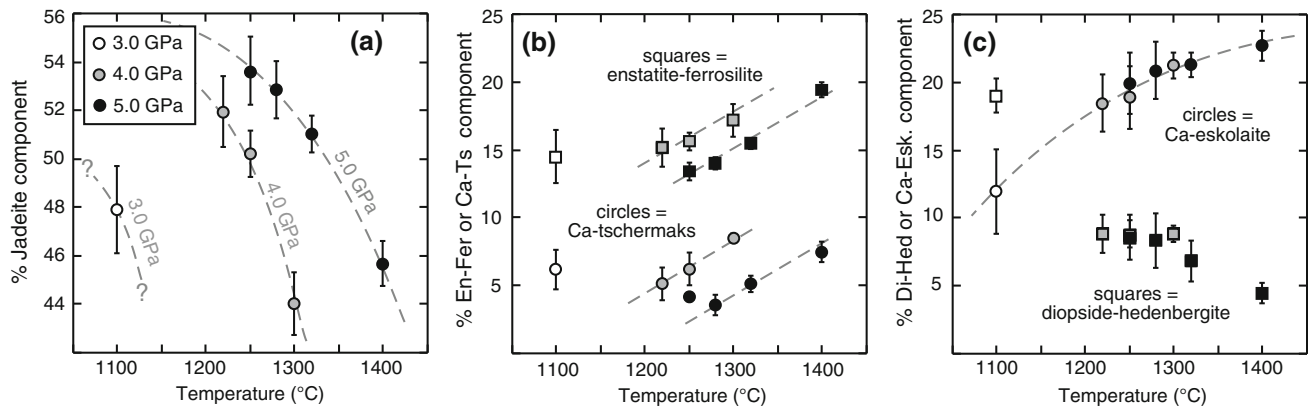 % Jadeite component
56
54
52
50
48
46
44
(a)
3.0 GPa
4.0 GPa
5.0 GPa
?
3.0 GPa
?
4.0 GPa
5.0 GPa
1100
1200
1300
1400
Temperature (°C)
% En-Fer or Ca-Ts component
25
20
15
10
5
(b)
squares =
enstatite-ferrosilite
circles =
Ca-tschermaks
1100
1200
1300
1400
Temperature (°C)
% Di-Hed or Ca-Esk. component
25
20
15
10
5
(c)
circles =
Ca-eskolaite
squares =
diopside-hedenbergite
1100
1200
1300
1400
Temperature (°C)